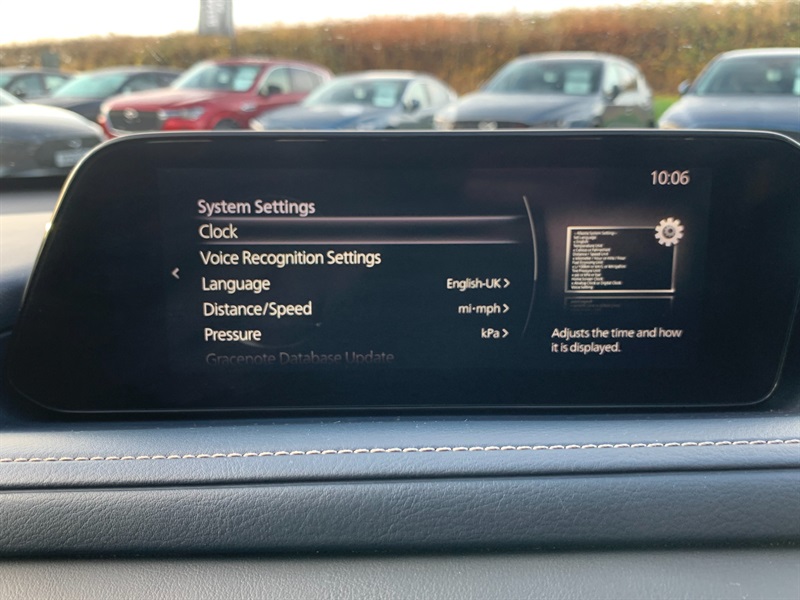 10:06
System Settings
Clock
Voice Recognition Settings
Language English-UK
Distance/Speed mi·mph
Pressure kPa
Gracenote Database Update
Adjusts the time and how
it is displayed.